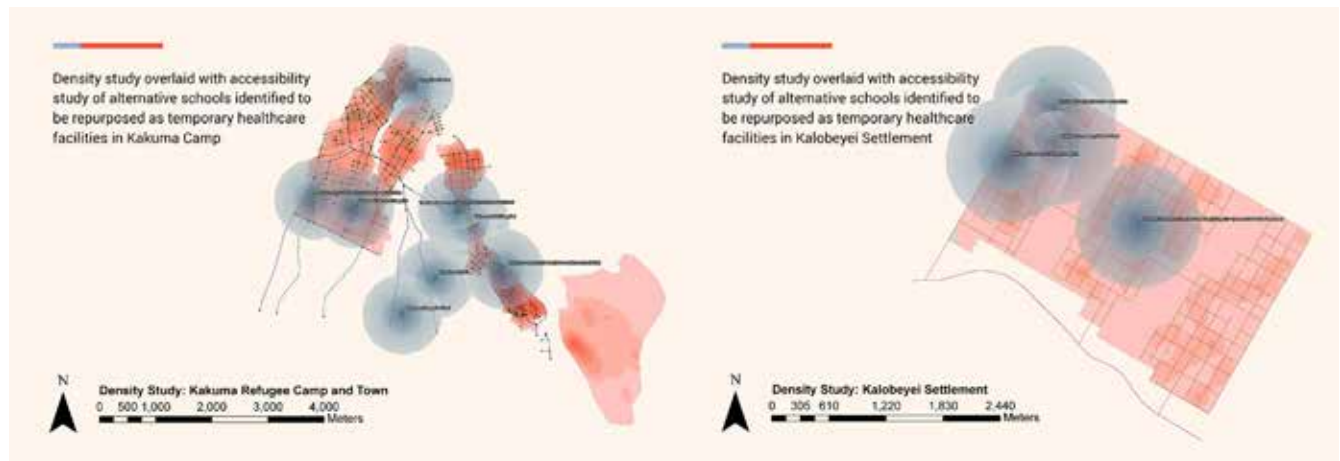 Density study overlaid with accessibility
study of alternative schools identified to
be repurposed as temporary healthcare
facilities in Kakuma Camp
N
Density Study: Kakuma Refugee Camp and Town
0 500 1,000 2,000 3,000 4,000
Meters
Density study overlaid with accessibility
study of alternative schools identified to
be repurposed as temporary healthcare
facilities in Kalobeyei Settlement
N
Density Study: Kalobeyei Settlement
0 305 610 1,220 1,830 2,440
Meters